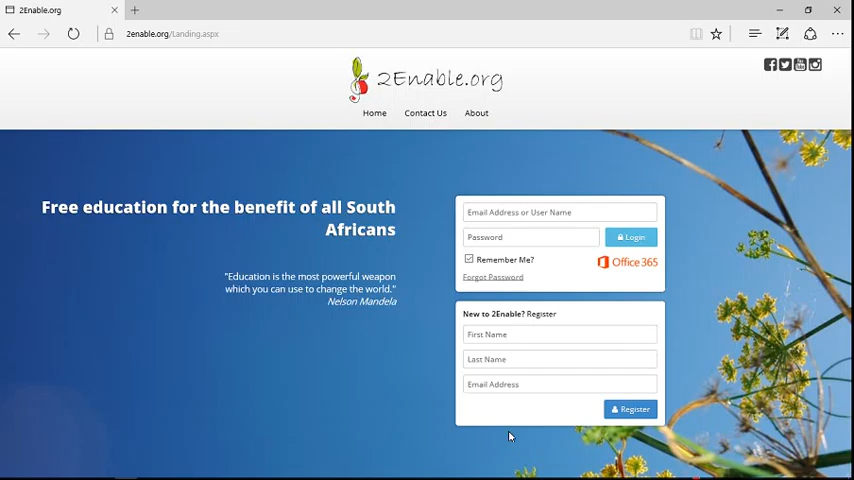 2Enable.org
2enable.org/Landing.aspx
2Enable.org
Home Contact Us About
Free education for the benefit of all South
Africans
"Education is the most powerful weapon
which you can use to change the world."
Nelson Mandela
Email Address or User Name
Password
Login
Remember Me?
Office 365
Forgot Password
New to 2Enable? Register
First Name
Last Name
Email Address
Register